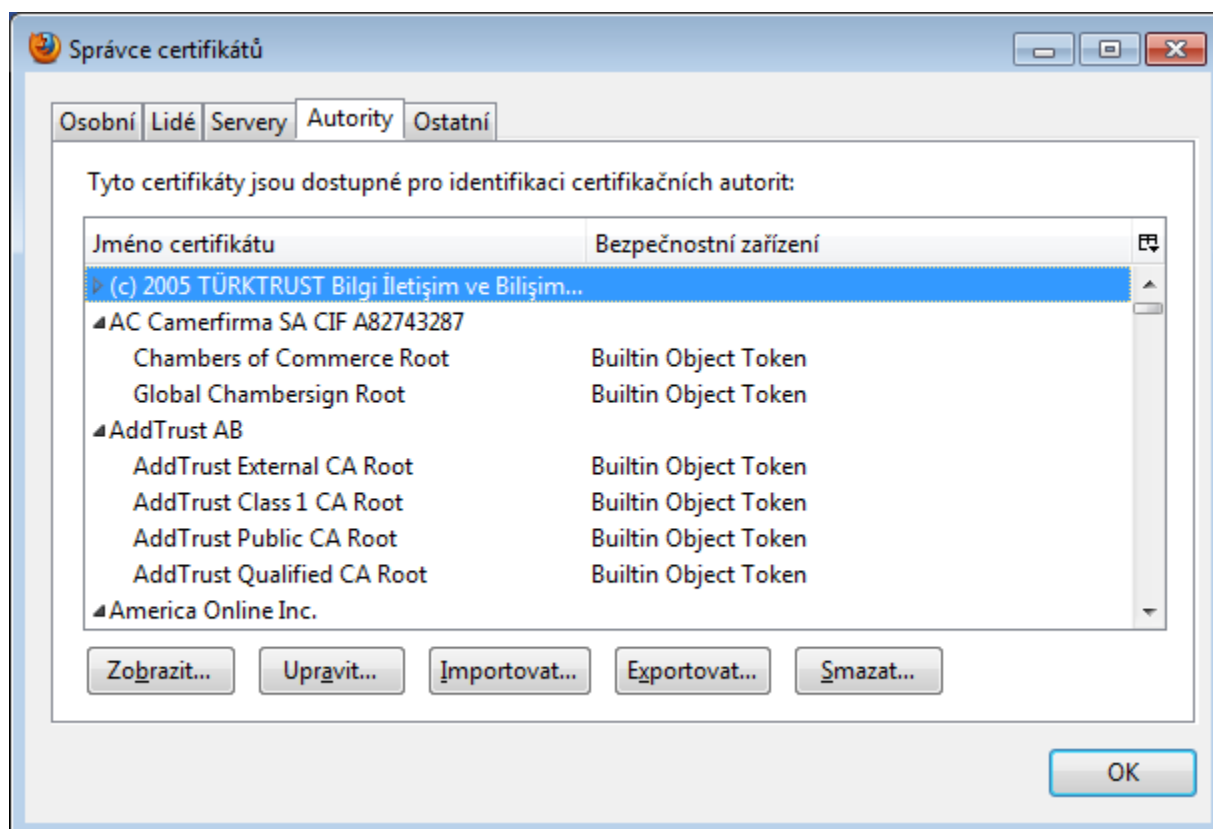 Správce certifikátů
Osobní Lidé Servery Autority Ostatní
Tyto certifikáty jsou dostupné pro identifikaci certifikačních autorit:
Jméno certifikátu Bezpečnostní zařízení
(c) 2005 TÜRKTRUST Bilgi İletişim ve Bilişim...
AC Camerfirma SA CIF A82743287
Chambers of Commerce Root Builtin Object Token
Global Chambersign Root Builtin Object Token
AddTrust AB
AddTrust External CA Root Builtin Object Token
AddTrust Class 1 CA Root Builtin Object Token
AddTrust Public CA Root Builtin Object Token
AddTrust Qualified CA Root Builtin Object Token
America Online Inc.
Zobrazit... Upravit... Importovat... Exportovat... Smazat...
OK